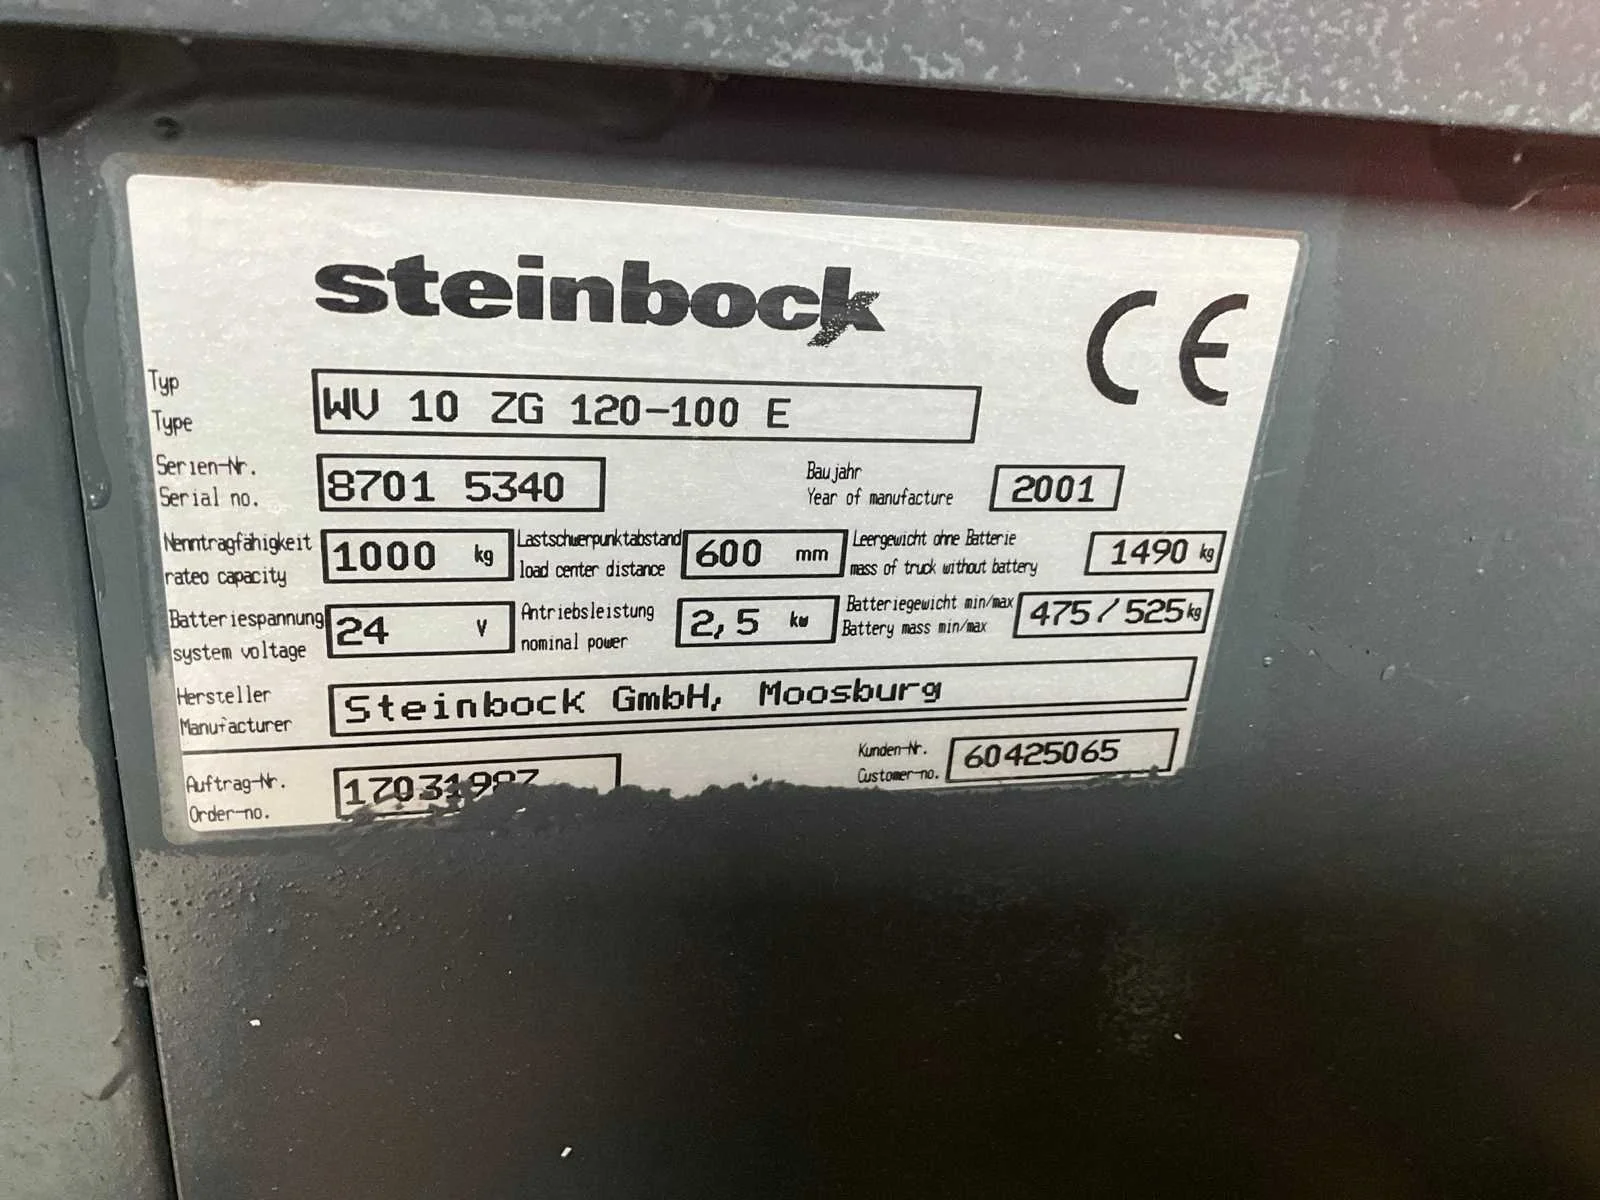 steinbock
CE
Typ
Type
WV 10 ZG 120-100 E
Serien-Nr.
Serial no.
8701 5340
Baujahr
Year of manufacture
2001
Nenntragfähigkeit
rated capacity
1000 kg
Lastschwerpunktabstand
load center distance
600 mm
Leergewicht ohne Batterie
mass of truck without battery
1490 kg
Batteriespannung
system voltage
24 V
Antriebsleistung
nominal power
2,5 kw
Batteriegewicht min/max
Battery mass min/max
475/525kg
Hersteller
Manufacturer
Steinbock GmbH, Moosburg
Auftrag-Nr.
Order-no.
Kunden-Nr.
Customer-no.
60425065